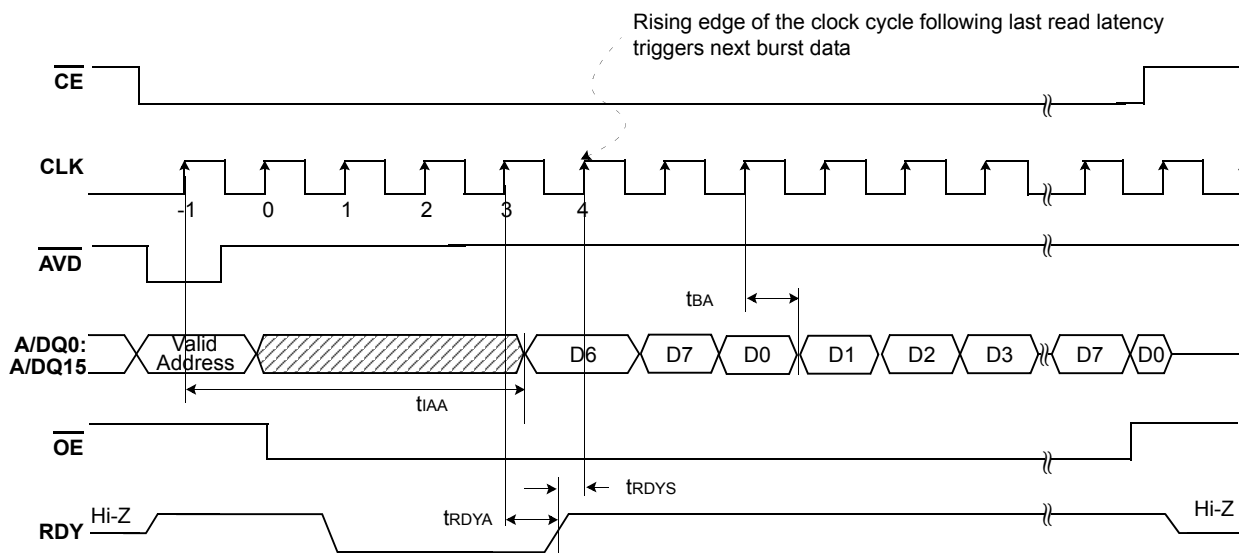 Rising edge of the clock cycle following last read latency
triggers next burst data
CE
CLK
-1 0 1 2 3 4
AVD
tBA
A/DQ0:
A/DQ15
Valid
Address
D6 D7 D0 D1 D2 D3 D7 D0
tIAA
OE
tRDYS
tRDYA
RDY
Hi-Z
Hi-Z